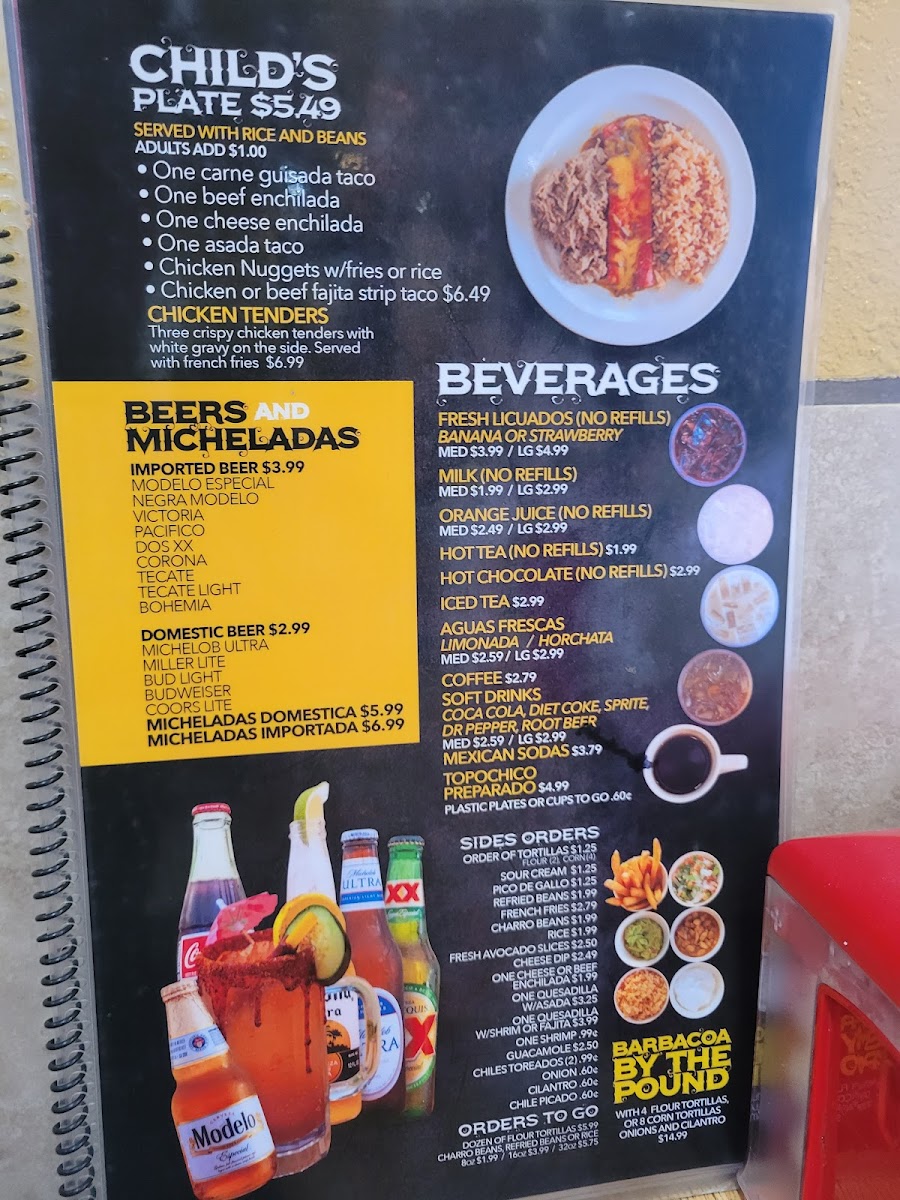 CHILD'S
PLATE $5.49
SERVED WITH RICE AND BEANS
ADULTS ADD $1.00
• One carne guisada taco
• One beef enchilada
• One cheese enchilada
• One asada taco
• Chicken Nuggets w/fries or rice
• Chicken or beef fajita strip taco $6.49
CHICKEN TENDERS
Three crispy chicken tenders with
white gravy on the side. Served
with french fries $6.99
BEERS AND
MICHELADAS
IMPORTED BEER $3.99
MODELO ESPECIAL
NEGRA MODELO
VICTORIA
PACIFICO
DOS XX
CORONA
TECATE
TECATE LIGHT
BOHEMIA
DOMESTIC BEER $2.99
MICHELOB ULTRA
MILLER LITE
BUD LIGHT
BUDWEISER
COORS LITE
MICHELADAS DOMESTICA $5.99
MICHELADAS IMPORTADA $6.99
BEVERAGES
FRESH LICUADOS (NO REFILLS)
BANANA OR STRAWBERRY
MED $3.99 / LG $4.99
MILK (NO REFILLS)
MED $1.99 / LG $2.99
ORANGE JUICE (NO REFILLS)
MED $2.49 / LG $2.99
HOT TEA (NO REFILLS) $1.99
HOT CHOCOLATE (NO REFILLS) $2.99
ICED TEA $2.99
AGUAS FRESCAS
LIMONADA / HORCHATA
MED $2.59 / LG $2.99
COFFEE $2.79
SOFT DRINKS
COCA COLA, DIET COKE, SPRITE,
DR PEPPER, ROOT BEER
MED $2.59 / LG $2.99
MEXICAN SODAS $3.79
TOPOCHICO
PREPARADO $4.99
PLASTIC PLATES OR CUPS TO GO .60¢
SIDES ORDERS
ORDER OF TORTILLAS $1.25
FLOUR (2), CORN (4)
SOUR CREAM $1.25
PICO DE GALLO $1.25
REFRIED BEANS $1.99
FRENCH FRIES $2.79
CHARRO BEANS $1.99
RICE $1.99
FRESH AVOCADO SLICES $2.50
CHEESE DIP $2.49
ONE CHEESE OR BEEF
ENCHILADA $1.99
ONE QUESADILLA
W/ASADA $3.25
ONE QUESADILLA
W/SHRIM OR FAJITA $3.99
ONE SHRIMP .99¢
GUACAMOLE $2.50
CHILES TOREADOS (2) .99¢
ONION .60¢
CILANTRO .60¢
CHILE PICADO .60¢
ORDERS TO GO
DOZEN OF FLOUR TORTILLAS $5.99
CHARRO BEANS, REFRIED BEANS OR RICE
8oz $1.99 / 16oz $3.99 / 32oz $5.75
BARBACOA
BY THE
POUND
WITH 4 FLOUR TORTILLAS,
OR 8 CORN TORTILLAS
ONIONS AND CILANTRO
$14.99
Michelob
ULTRA
XX
Modelo
Especial